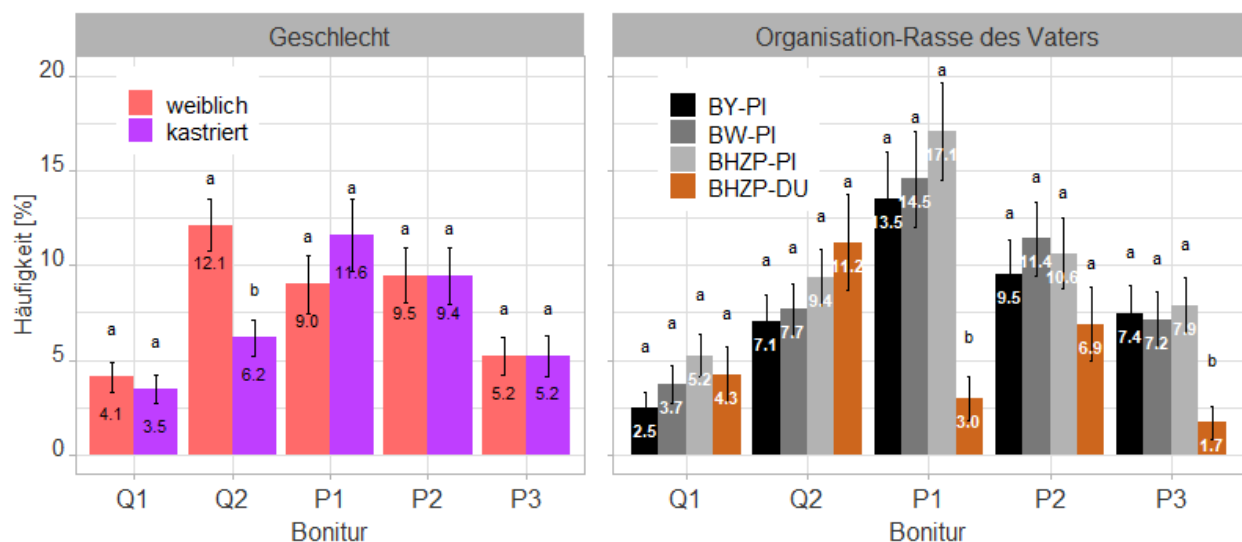 Geschlecht
Organisation-Rasse des Vaters
Häufigkeit [%]
20
15
10
5
0
weiblich
kastriert
a
a
a
b
a
a
a
a
a
a
4.1
3.5
12.1
6.2
9.0
11.6
9.5
9.4
5.2
5.2
Q1 Q2 P1 P2 P3
Bonitur
BY-PI
BW-PI
BHZP-PI
BHZP-DU
a
a
a
a
a
a
a
a
a
a
a
b
a
a
a
a
a
a
a
b
2.5
3.7
5.2
4.3
7.1
7.7
9.4
11.2
13.5
14.5
17.1
3.0
9.5
11.4
10.6
6.9
7.4
7.2
7.9
1.7
Q1 Q2 P1 P2 P3
Bonitur